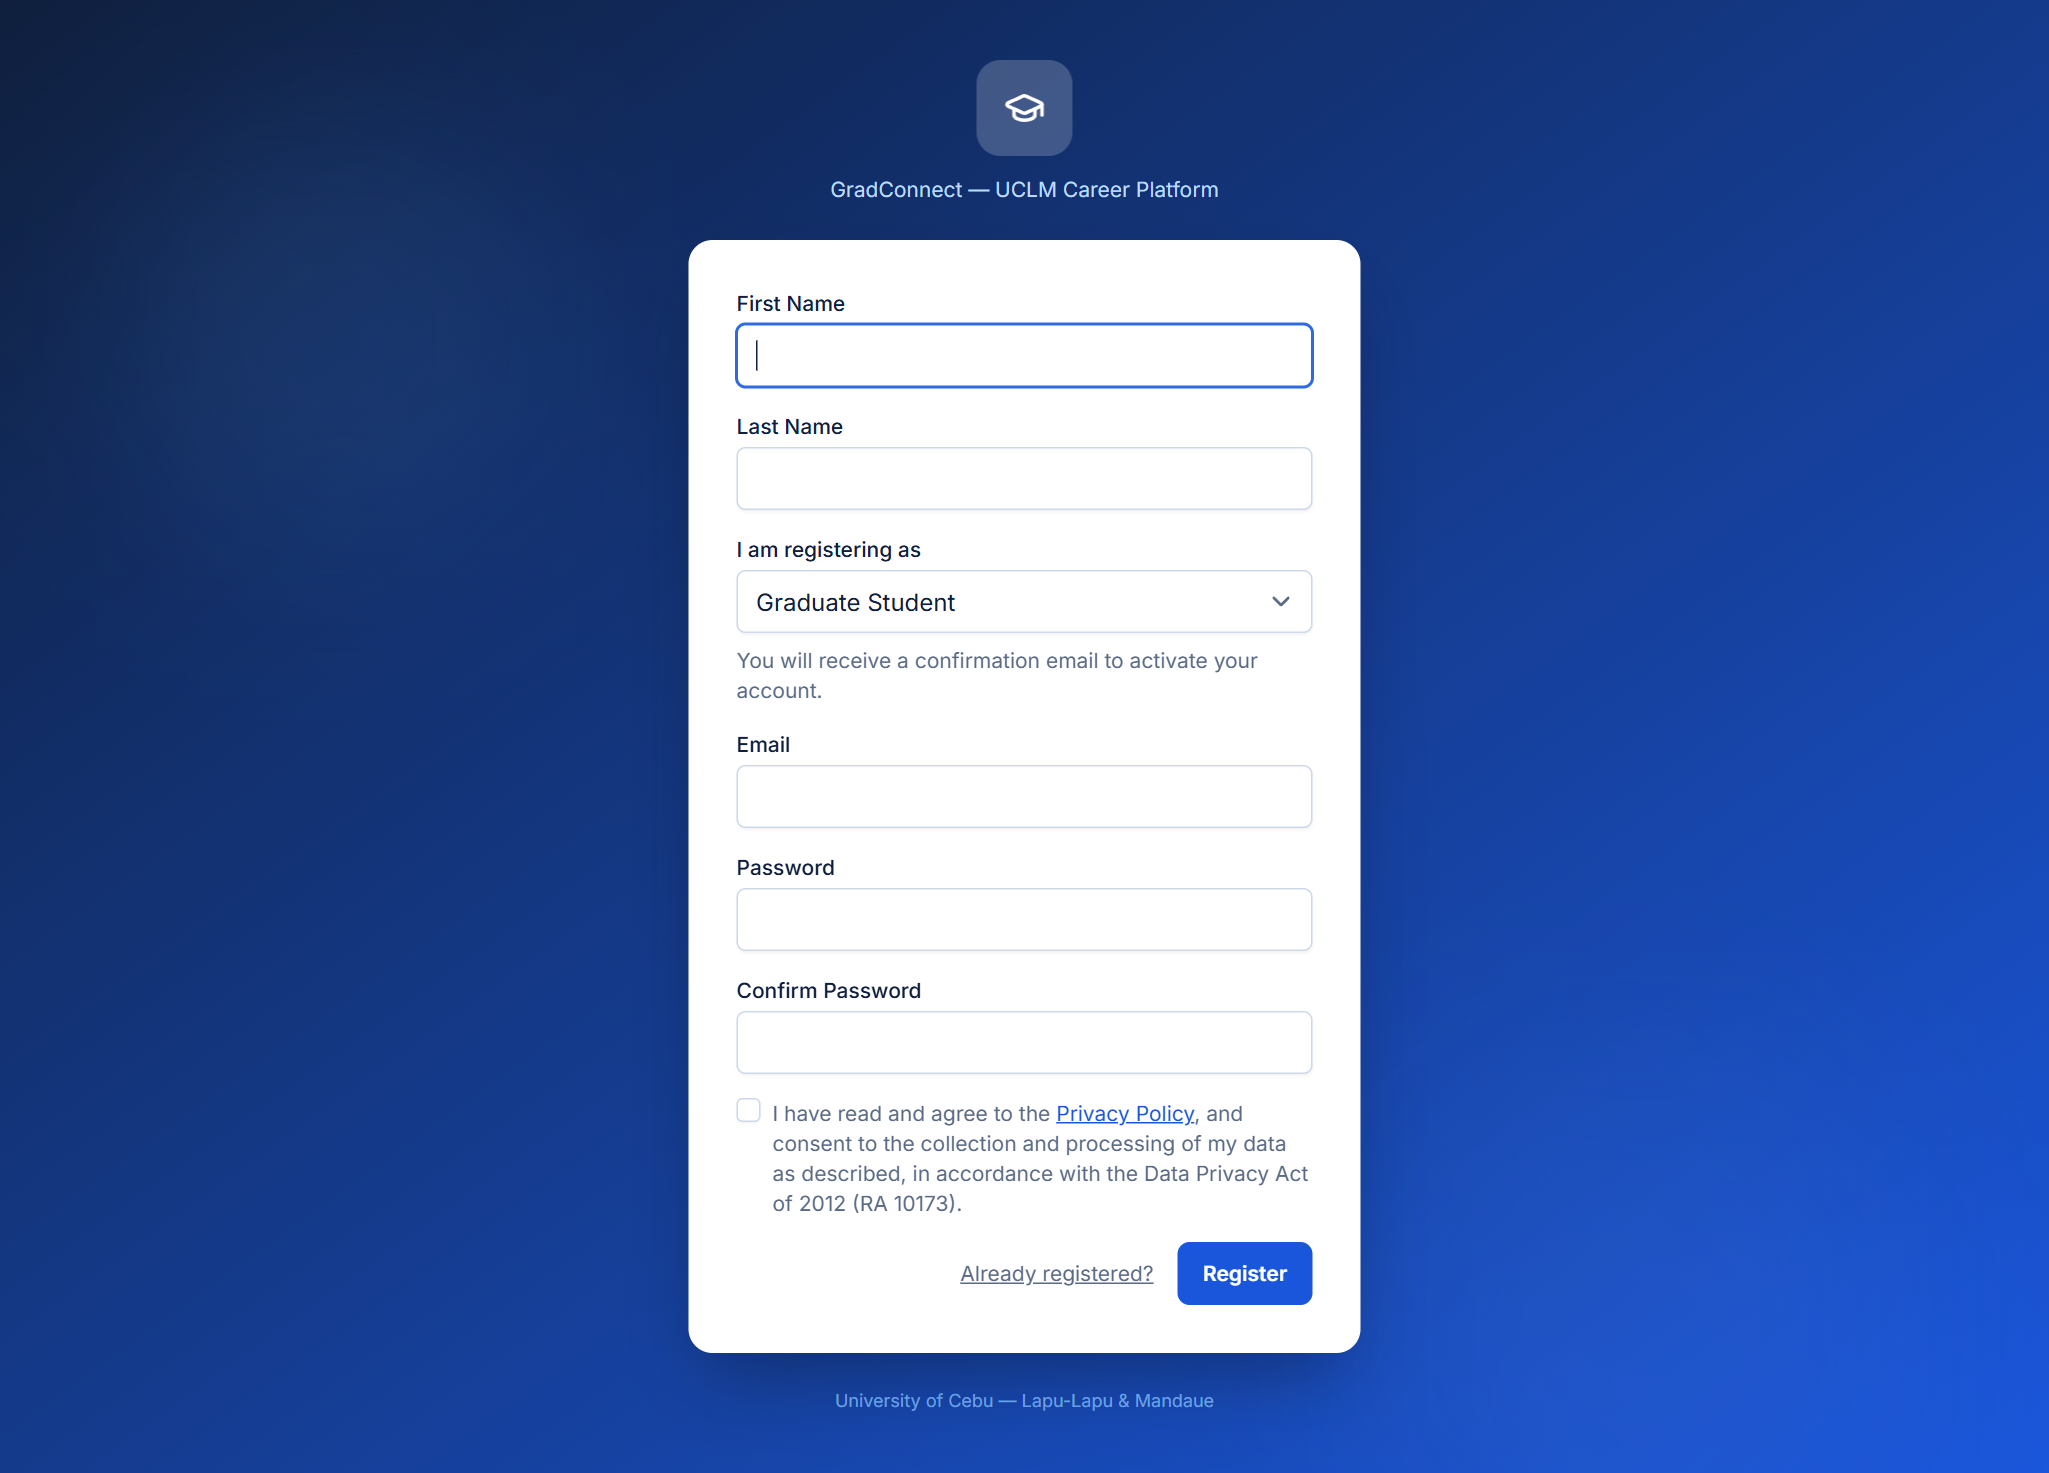 GradConnect — UCLM Career Platform
First Name
Last Name
I am registering as
Graduate Student
You will receive a confirmation email to activate your
account.
Email
Password
Confirm Password
I have read and agree to the Privacy Policy, and
consent to the collection and processing of my data
as described, in accordance with the Data Privacy Act
of 2012 (RA 10173).
Already registered?
Register
University of Cebu — Lapu-Lapu & Mandaue